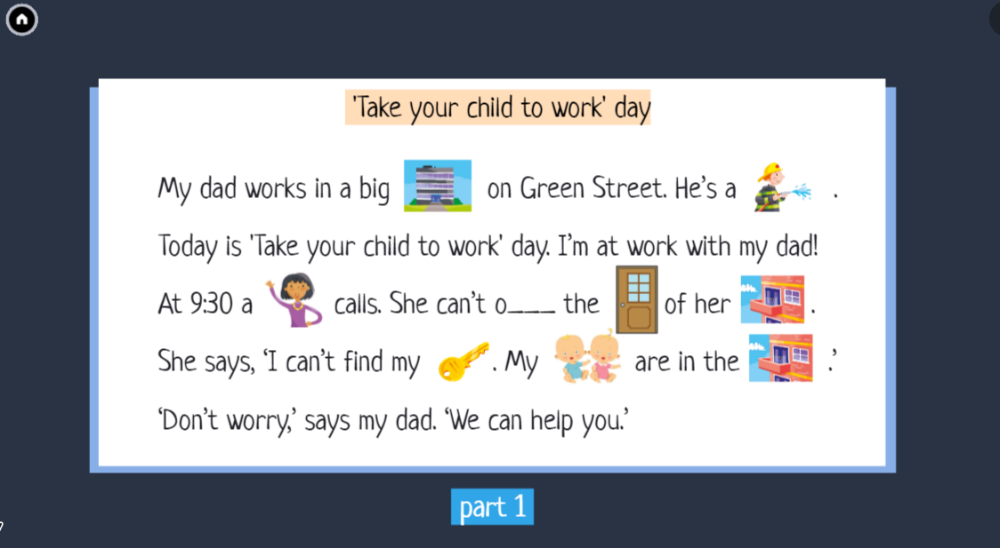 'Take your child to work' day
My dad works in a big on Green Street. He's a .
Today is 'Take your child to work' day. I'm at work with my dad!
At 9:30 a calls. She can't o____ the of her .
She says, ‘I can't find my . My are in the .’
‘Don't worry,’ says my dad. ‘We can help you.’
part 1